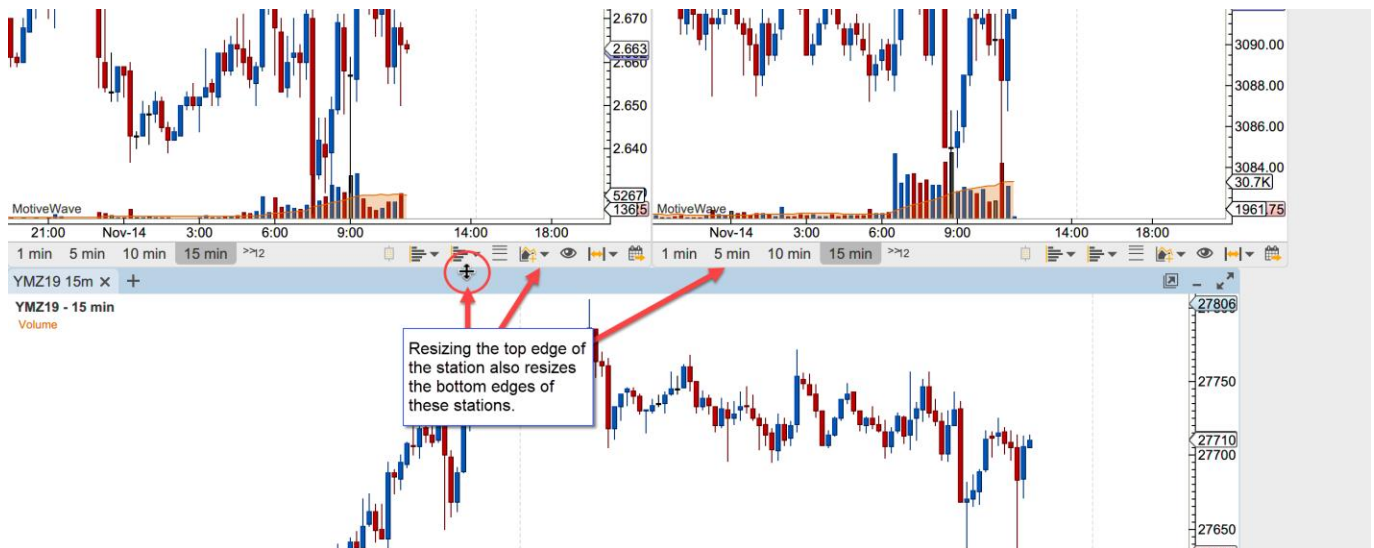 2.670
2.663
2.660
2.650
2.640
5267
136 5
MotiveWave
21:00 Nov-14 3:00 6:00 9:00 14:00 18:00
1 min 5 min 10 min 15 min >>12
3090.00
3088.00
3086.00
3084.00
30.7K
1961 75
MotiveWave
Nov-14 3:00 6:00 9:00 14:00 18:00
1 min 5 min 10 min 15 min >>12
YMZ19 15m × +
YMZ19 - 15 min
Volume
Resizing the top edge of
the station also resizes
the bottom edges of
these stations.
27806
27750
27710
27700
27650